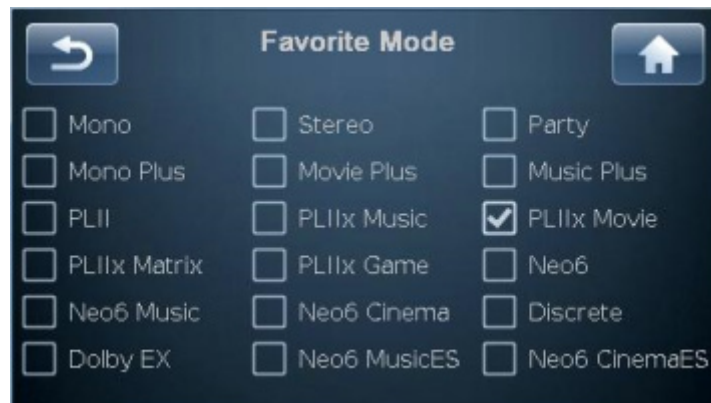 Favorite Mode
Mono Stereo Party
Mono Plus Movie Plus Music Plus
PLII PLIIx Music PLIIx Movie
PLIIx Matrix PLIIx Game Neo6
Neo6 Music Neo6 Cinema Discrete
Dolby EX Neo6 MusicES Neo6 CinemaES